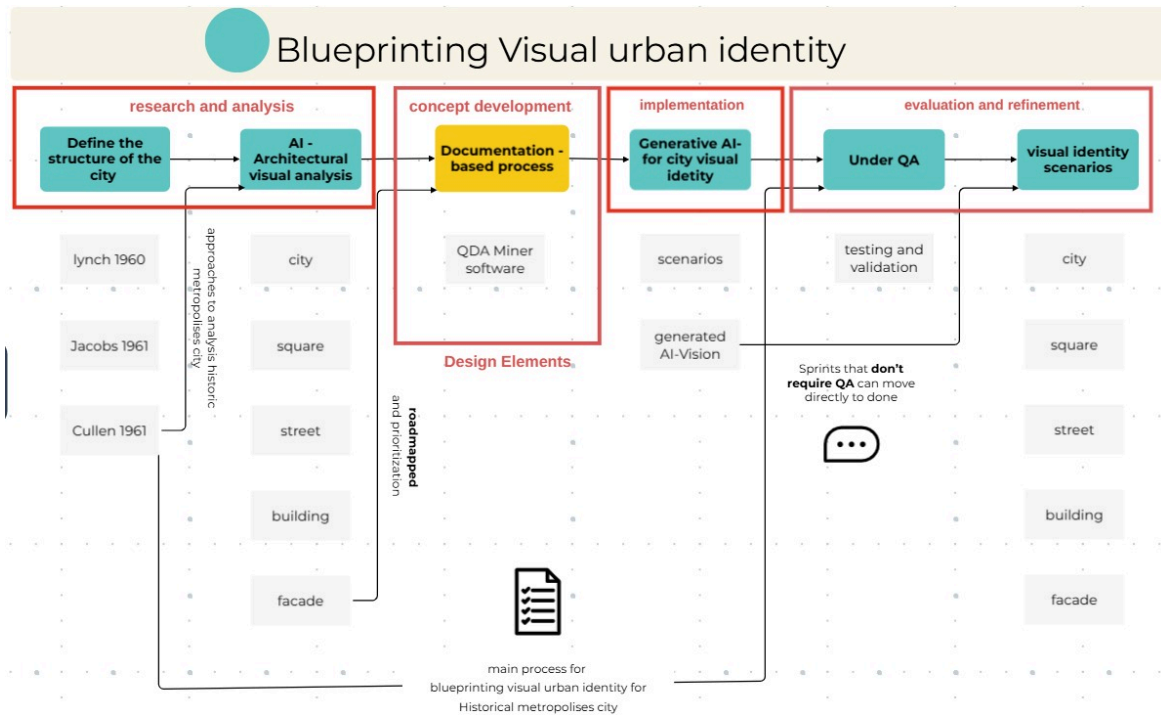 Blueprinting Visual urban identity
research and analysis
concept development
implementation
evaluation and refinement
Define the
structure of the
city
AI -
Architectural
visual analysis
Documentation -
based process
Generative AI-
for city visual
idetity
Under QA
visual identity
scenarios
lynch 1960
Jacobs 1961
Cullen 1961
approaches to analysis historic
metropolises city
city
square
street
building
facade
roadmapped
and prioritization
QDA Miner
software
Design Elements
scenarios
generated
AI-Vision
testing and
validation
Sprints that don't
require QA can move
directly to done
city
square
street
building
facade
main process for
blueprinting visual urban identity for
Historical metropolises city